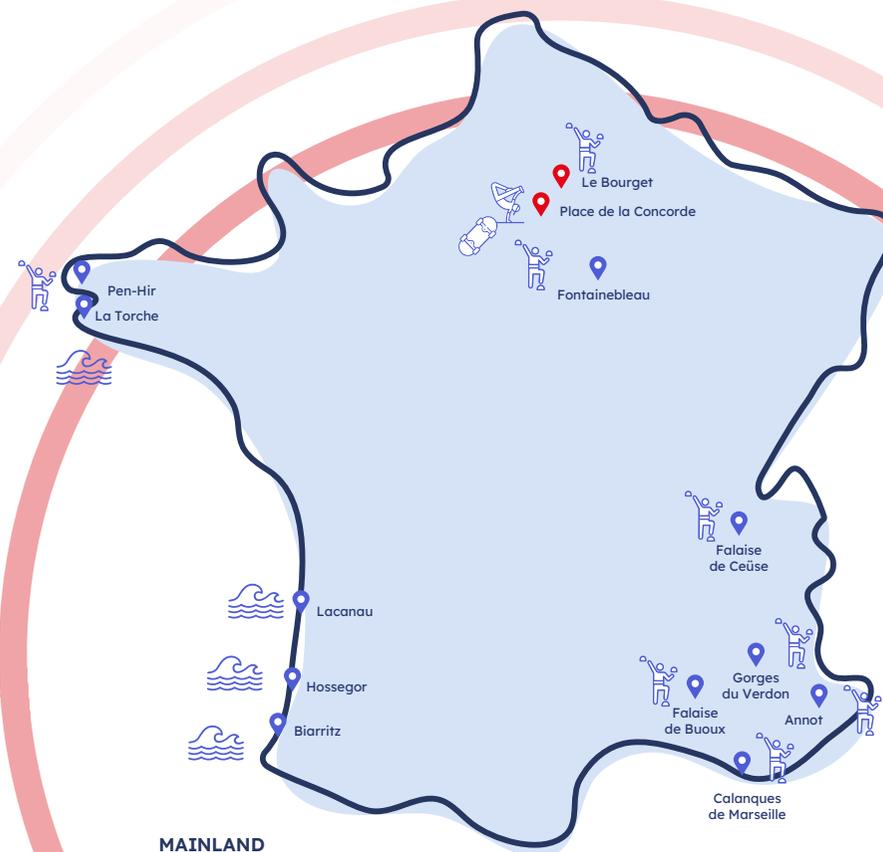 Le Bourget
Place de la Concorde
Fontainebleau
Pen-Hir
La Torche
Falaise
de Ceüse
Lacanau
Hossegor
Biarritz
Gorges
du Verdon
Falaise
de Buoux
Annot
Calanques
de Marseille
MAINLAND